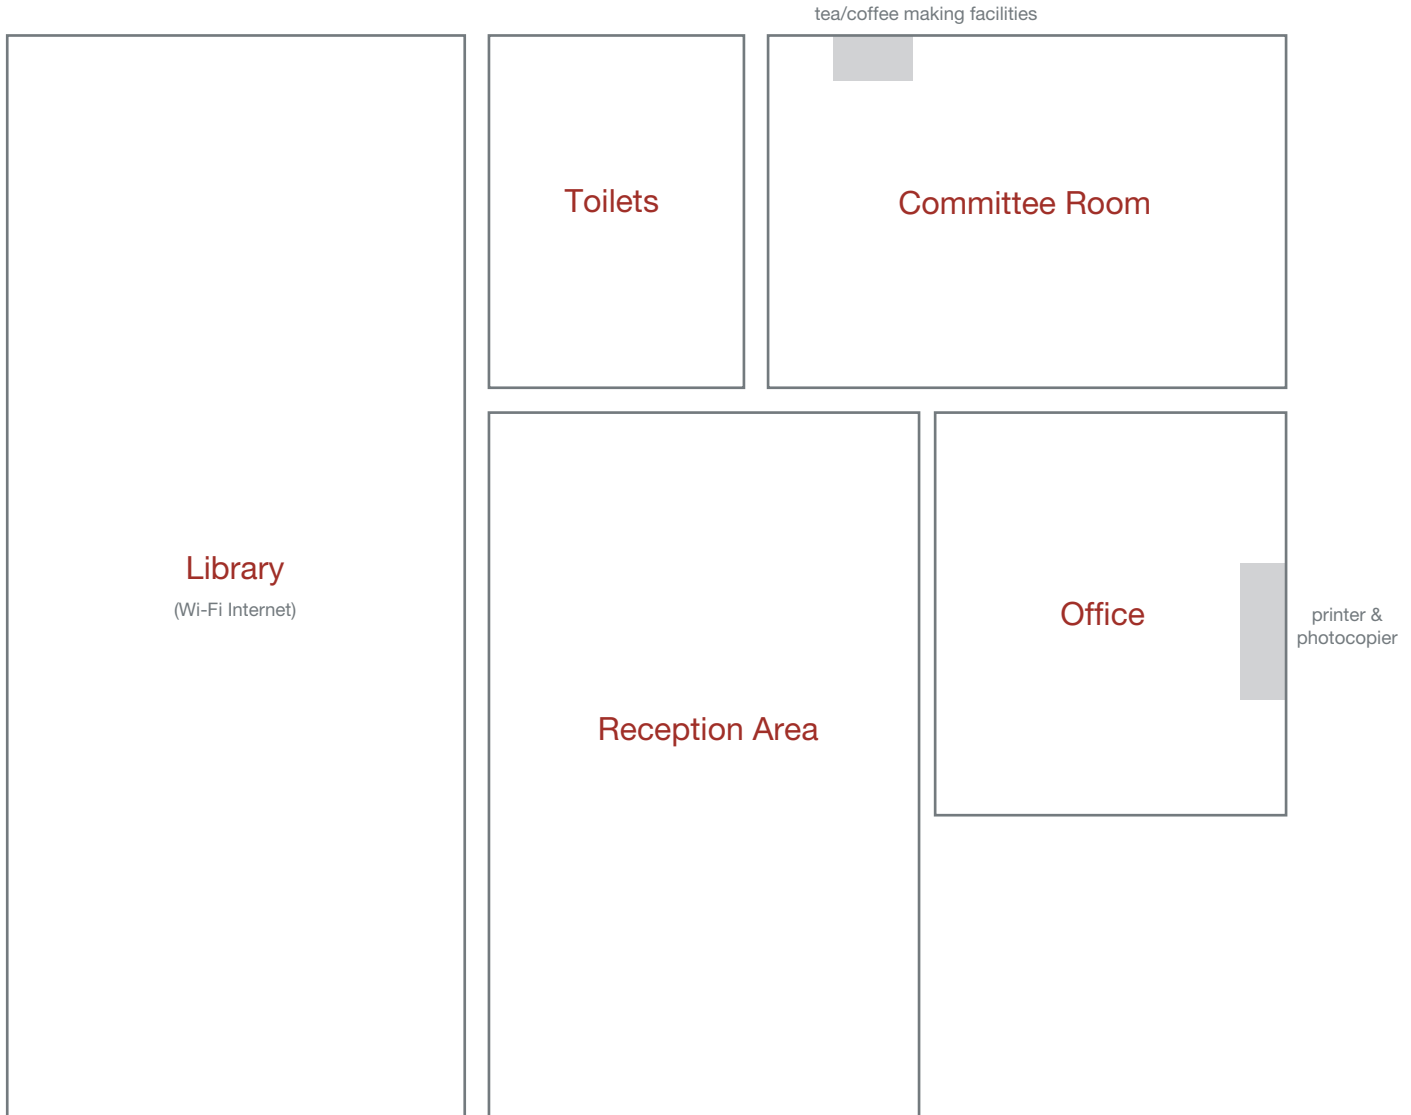 tea/coffee making facilities
Toilets
Committee Room
Library
(Wi-Fi Internet)
Office
printer &
photocopier
Reception Area